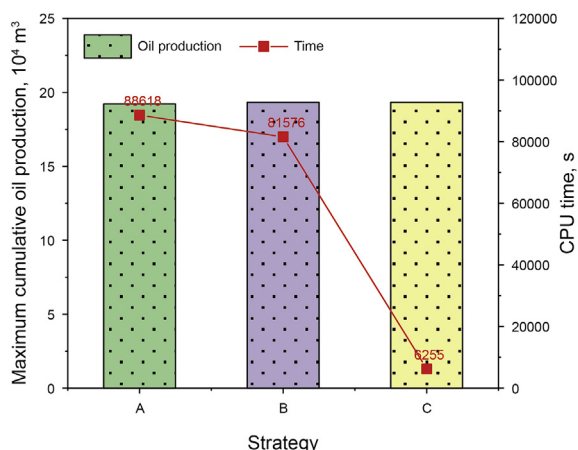 Oil production
Time
Maximum cumulative oil production, 10⁴ m³
25
20
15
10
5
0
120000
100000
80000
60000
40000
20000
0
CPU time, s
88618
81576
6255
A
B
C
Strategy